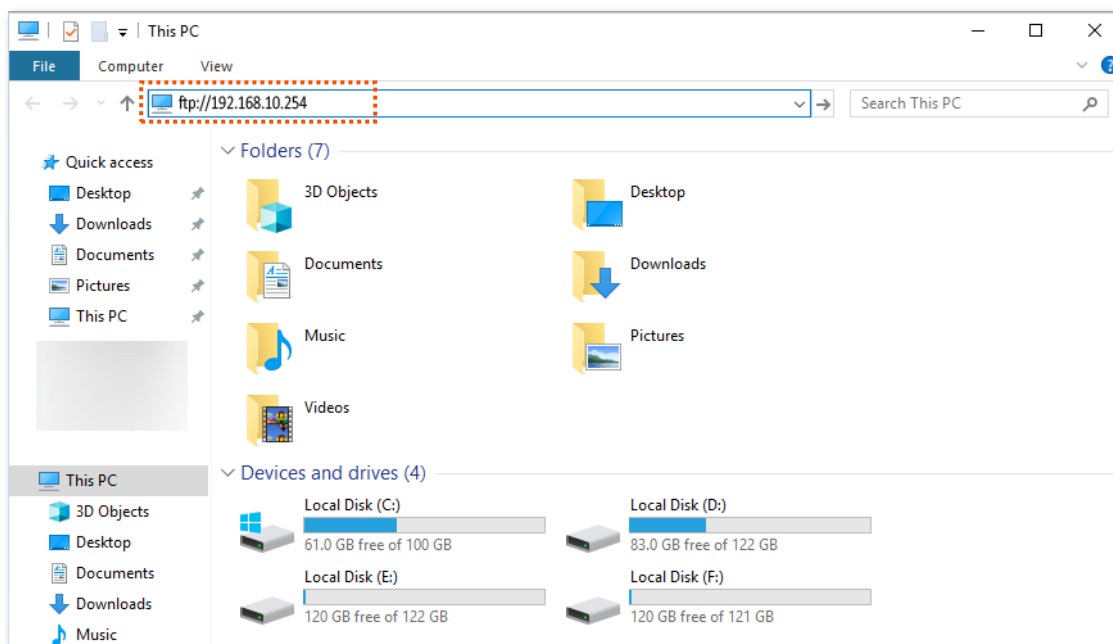 This PC
File Computer View
ftp://192.168.10.254
Search This PC
Quick access
Desktop
Downloads
Documents
Pictures
This PC
This PC
3D Objects
Desktop
Documents
Downloads
Music
Folders (7)
3D Objects
Desktop
Documents
Downloads
Music
Pictures
Videos
Devices and drives (4)
Local Disk (C:)
61.0 GB free of 100 GB
Local Disk (D:)
83.0 GB free of 122 GB
Local Disk (E:)
120 GB free of 122 GB
Local Disk (F:)
120 GB free of 121 GB